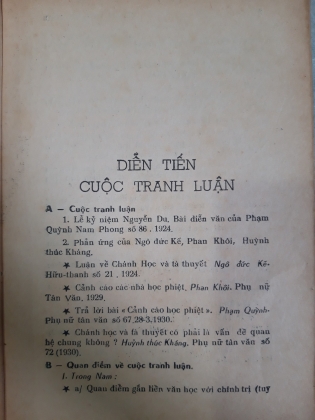 DIỄN TIẾN
CUỘC TRANH LUẬN
A — Cuộc tranh luận
1. Lễ kỷ niệm Nguyễn Du, Bài diễn văn của Phạm
Quỳnh Nam Phong số 86, 1924.
2. Phản ứng của Ngô đức Kế, Phan Khôi, Huỳnh
thúc Kháng,
★ Luận về Chánh Học và tà thuyết Ngô đức Kế-
Hữu-thanh số 21, 1924.
★ Cảnh cáo các nhà học phiệt, Phan Khôi. Phụ nữ
Tân Văn, 1929.
★ Trả lời bài «Cảnh cáo học phiệt». Phạm Quỳnh-
Phụ nữ tân văn số 67,28-3,1930.
★ Chánh học và tà thuyết có phải là vấn đề quan
hệ chung không ? Huỳnh thúc Kháng. Phụ nữ tân văn số
72 (1930).
B — Quan điểm về cuộc tranh luận.
1. Trong Nam ;
★ a) Quan điểm gắn liền văn học với chính trị (tuy